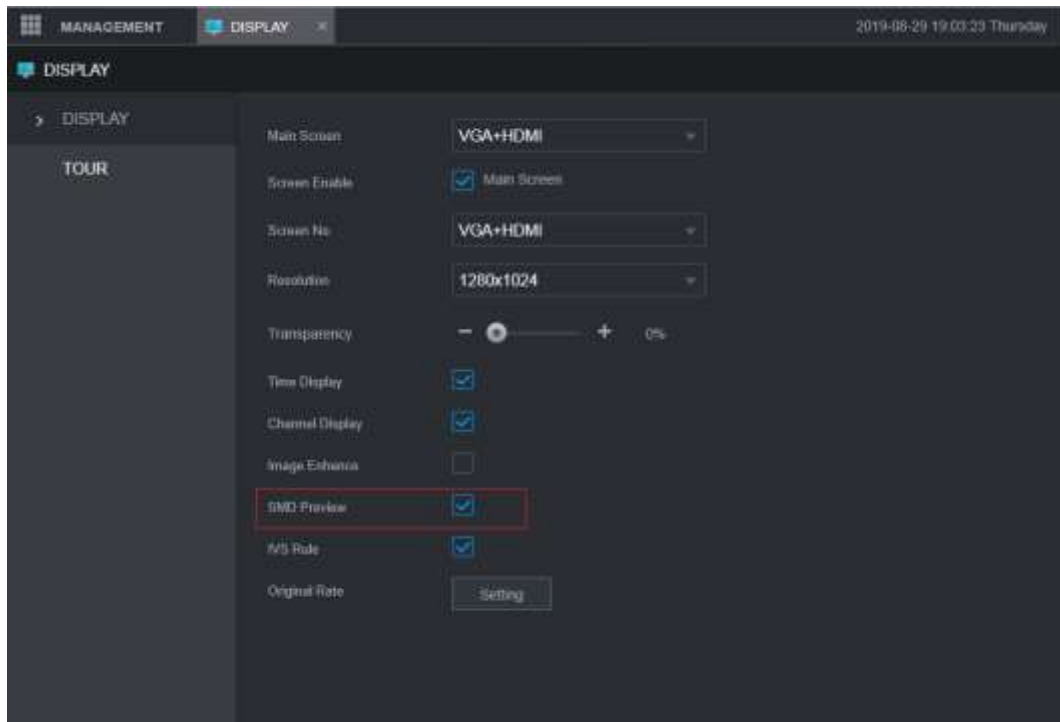 MANAGEMENT DISPLAY × 2019-08-29 19:03:23 Thursday
DISPLAY
> DISPLAY
TOUR
Main Screen VGA+HDMI
Screen Enable Main Screen
Screen No VGA+HDMI
Resolution 1280x1024
Transparency − + 0%
Time Display
Channel Display
Image Enhance
SMD Preview
IVS Rule
Original Rate Setting